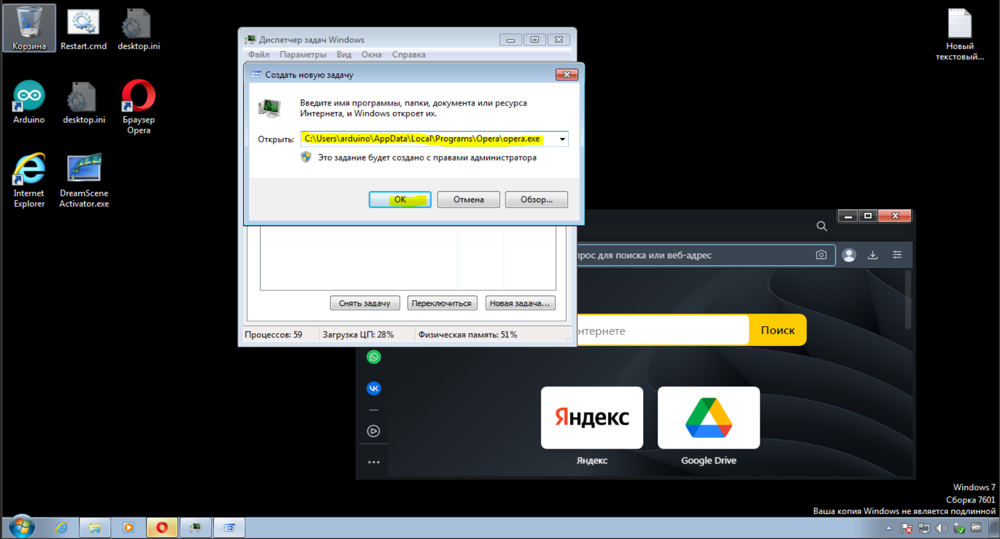 Корзина
Restart.cmd
desktop.ini
Новый
текстовый...
Arduino
desktop.ini
Браузер
Opera
Internet
Explorer
DreamScene
Activator.exe
Диспетчер задач Windows
Файл Параметры Вид Окна Справка
Создать новую задачу
Введите имя программы, папки, документа или ресурса
Интернета, и Windows откроет их.
Открыть: C:\Users\arduino\AppData\Local\Programs\Opera\opera.exe
Это задание будет создано с правами администратора
OK Отмена Обзор...
Снять задачу Переключиться Новая задача...
Процессов: 59 Загрузка ЦП: 28% Физическая память: 51%
прос для поиска или веб-адрес
нтернете Поиск
Яндекс
Яндекс
Google Drive
Windows 7
Сборка 7601
Ваша копия Windows не является подлинной
vm